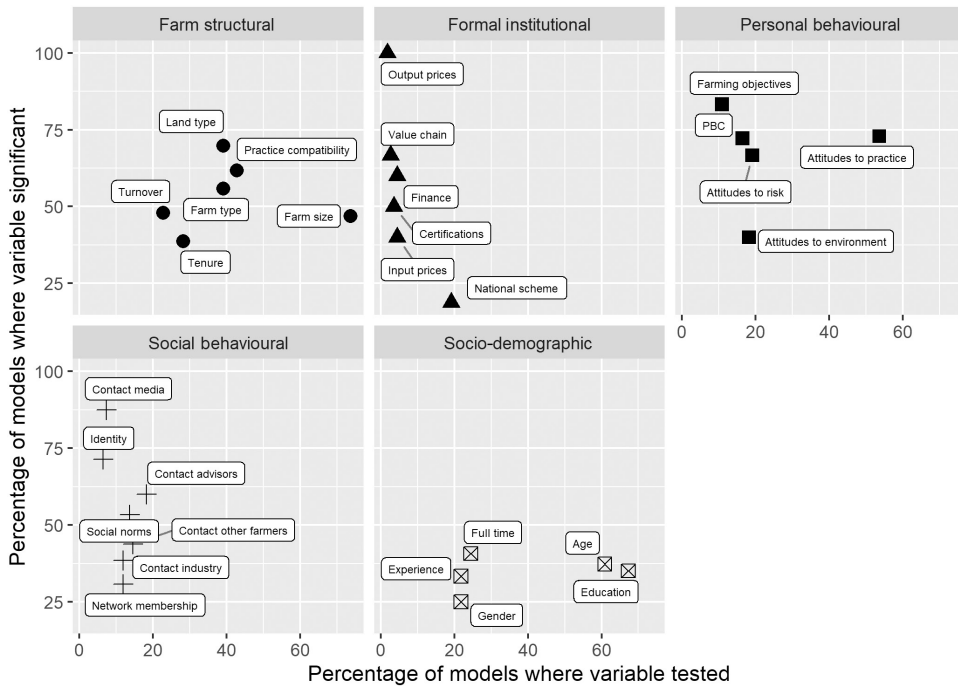 Farm structural
Formal institutional
Personal behavioural
Percentage of models where variable significant
100
75
50
25
Land type
Practice compatibility
Turnover
Farm type
Farm size
Tenure
Output prices
Value chain
Finance
Certifications
Input prices
National scheme
Farming objectives
PBC
Attitudes to practice
Attitudes to risk
Attitudes to environment
0
20
40
60
Social behavioural
Socio-demographic
100
75
50
25
Contact media
Identity
Contact advisors
Social norms
Contact other farmers
Contact industry
Network membership
Full time
Age
Experience
Education
Gender
0
20
40
60
0
20
40
60
Percentage of models where variable tested